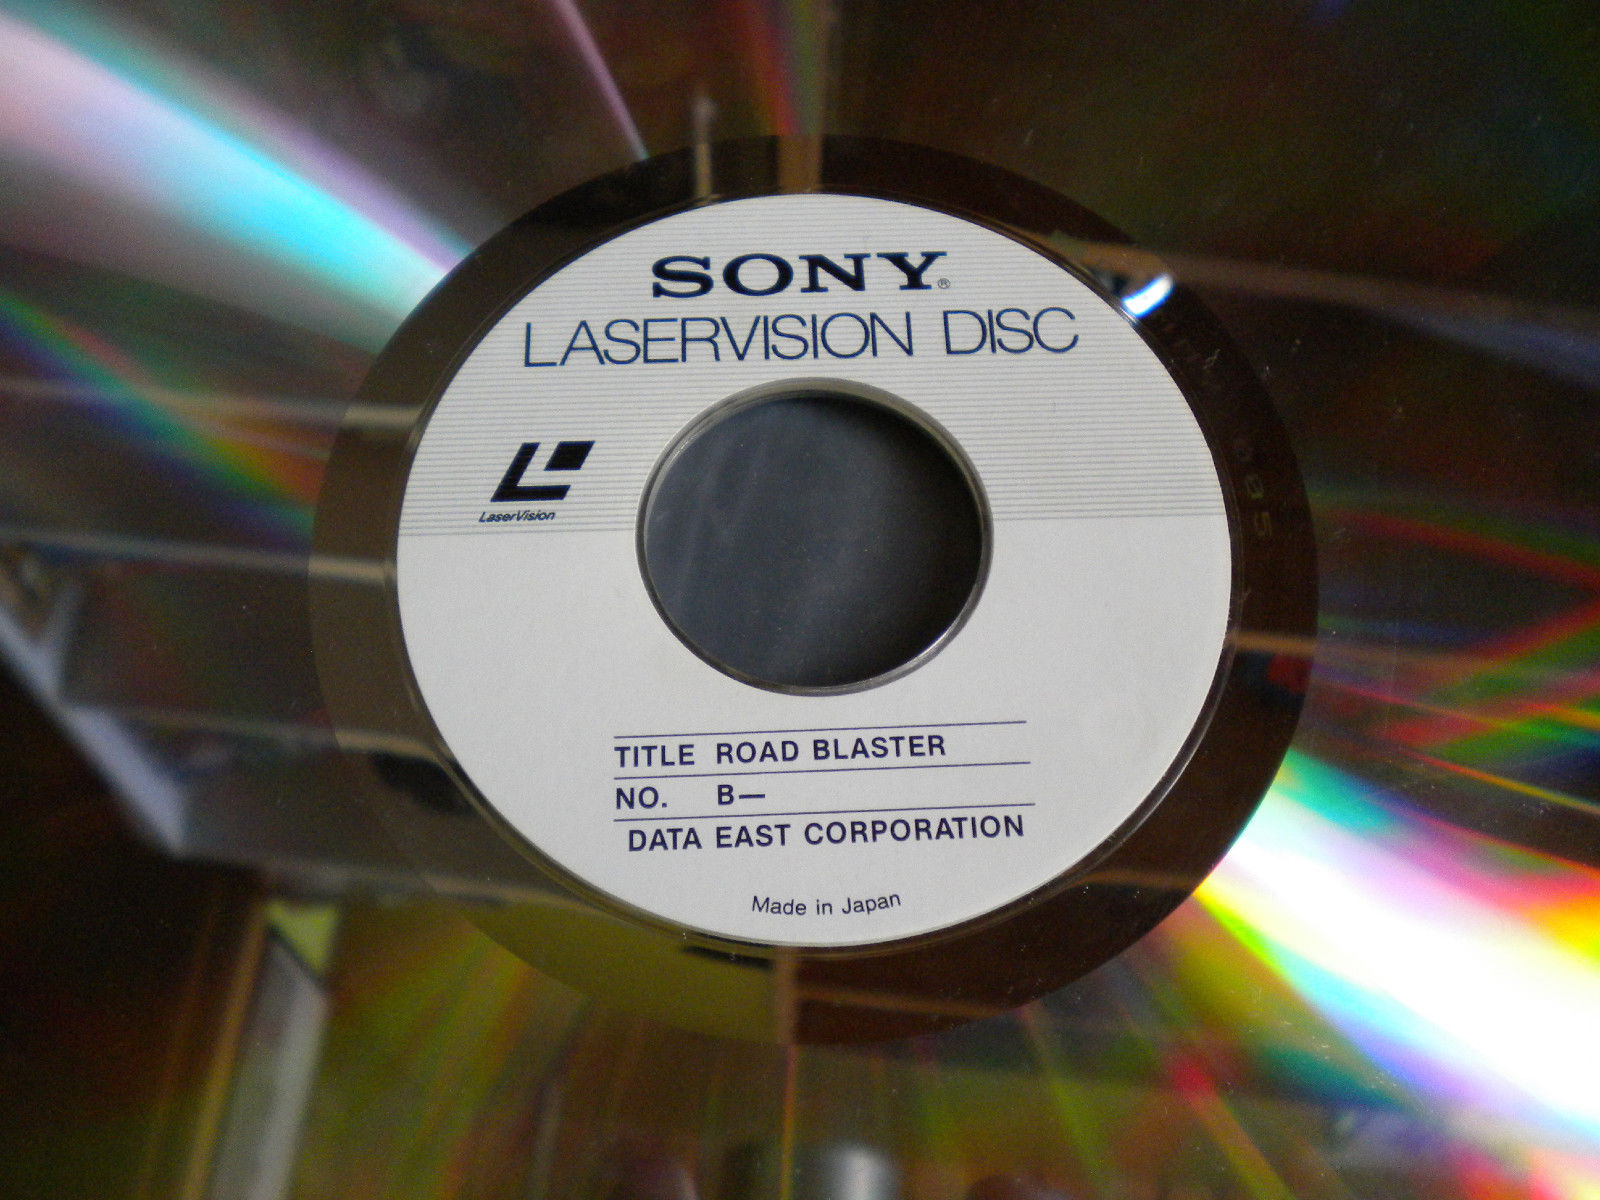 SONY®
LASERVISION DISC
LaserVision
TITLE ROAD BLASTER
NO. B—
DATA EAST CORPORATION
Made in Japan